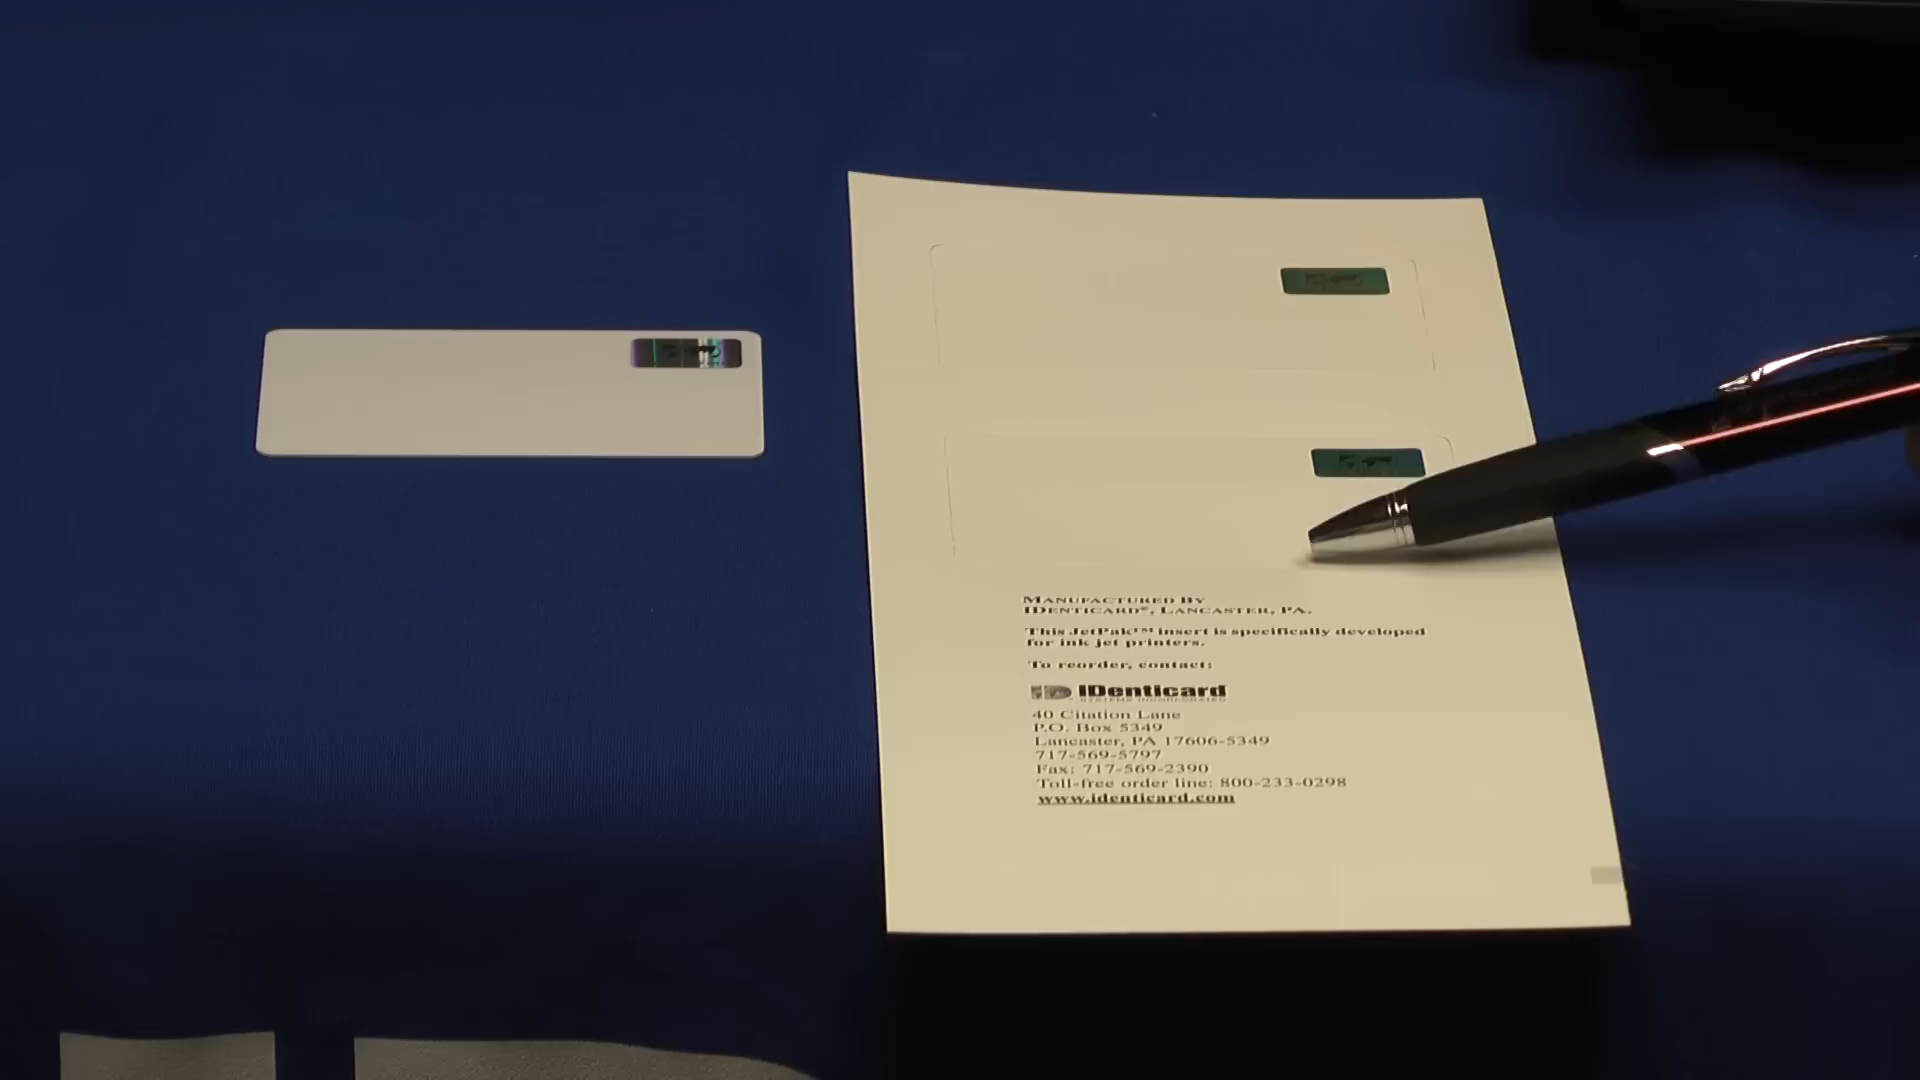 MANUFACTURED BY
IDENTICARD®, LANCASTER, PA.
This JetPak™ insert is specifically developed
for ink jet printers.
To reorder, contact:
IDenticard
SYSTEMS INCORPORATED
40 Citation Lane
P.O. Box 5349
Lancaster, PA 17606-5349
717-569-5797
Fax: 717-569-2390
Toll-free order line: 800-233-0298
www.identicard.com